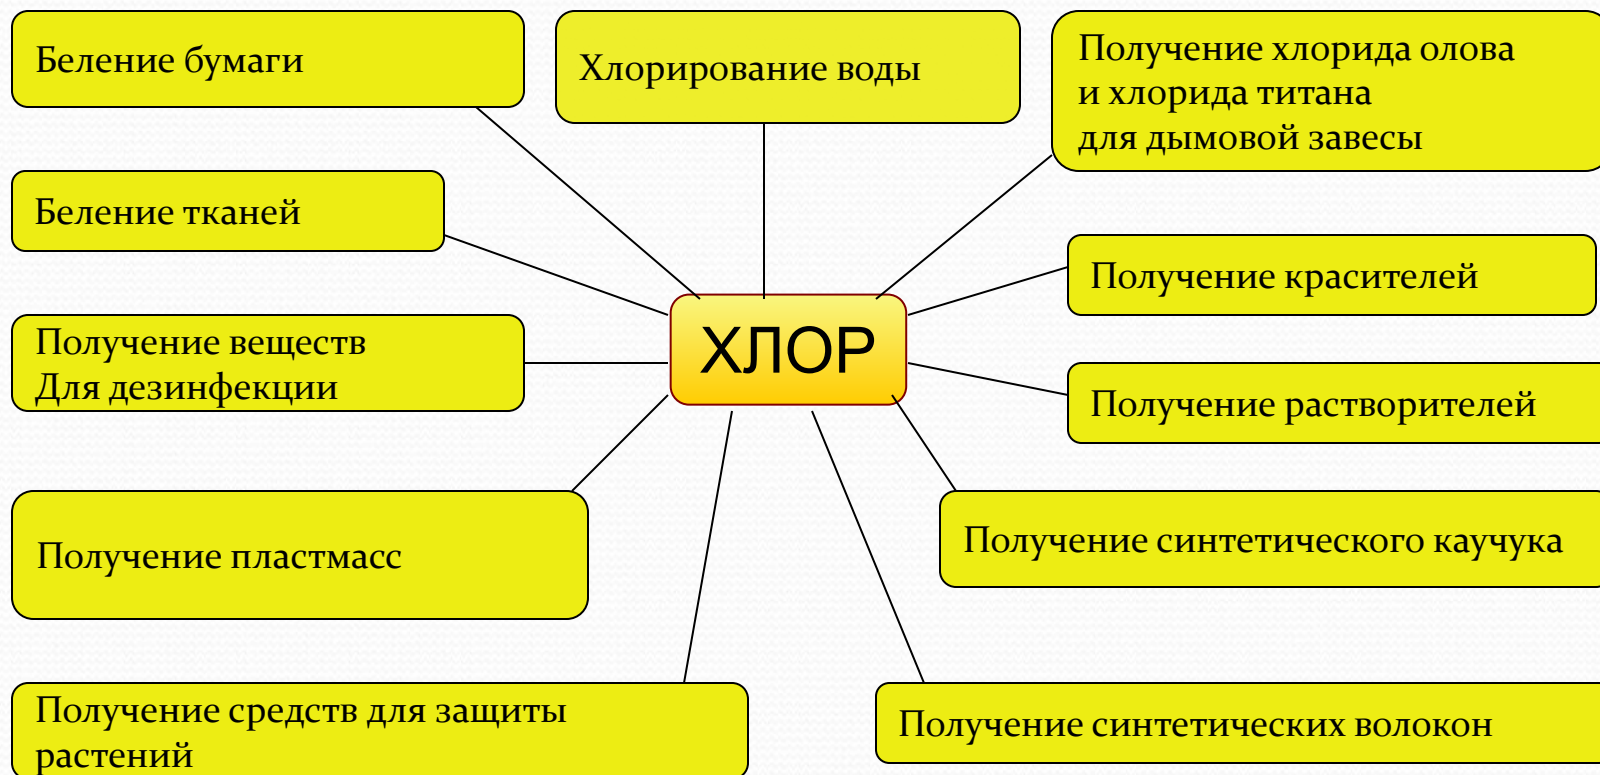 Беление бумаги
Хлорирование воды
Получение хлорида олова
и хлорида титана
для дымовой завесы
Беление тканей
Получение красителей
Получение веществ
Для дезинфекции
ХЛОР
Получение растворителей
Получение пластмасс
Получение синтетического каучука
Получение средств для защиты
растений
Получение синтетических волокон